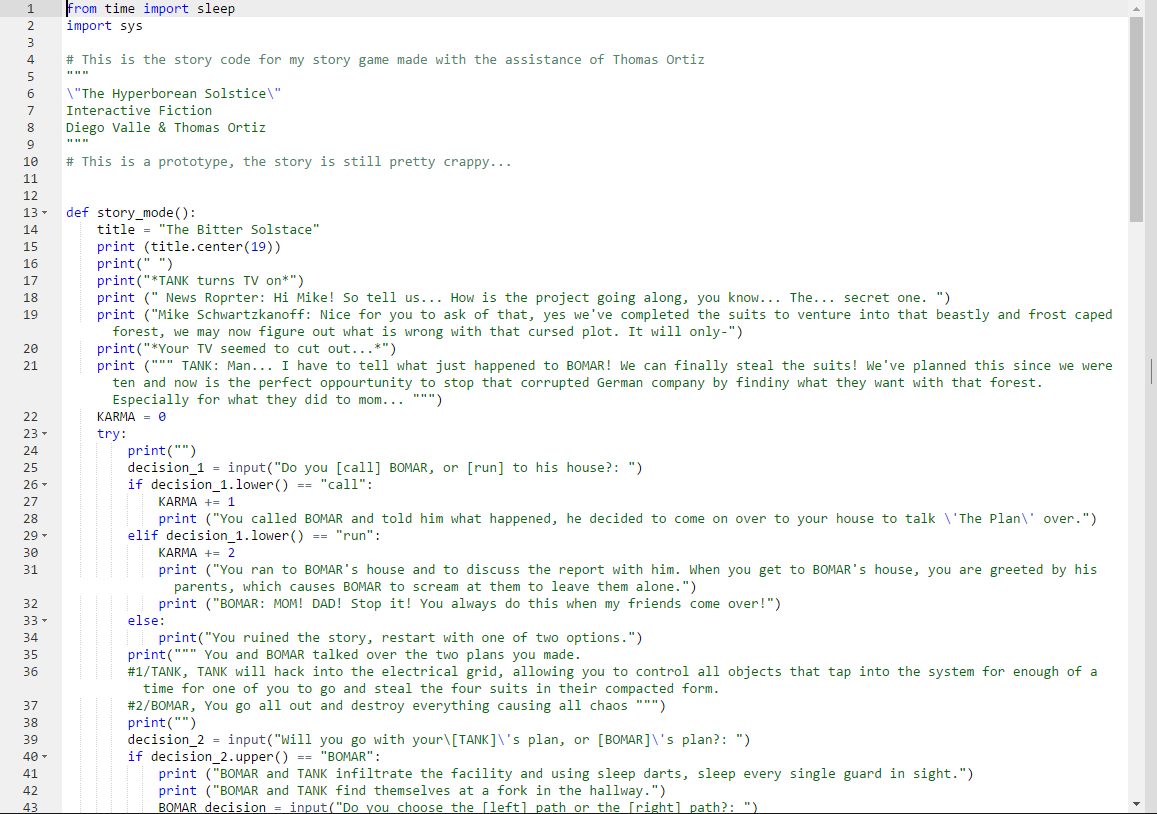 1 from time import sleep
2 import sys
3
4 # This is the story code for my story game made with the assistance of Thomas Ortiz
5 """
6 \"The Hyperborean Solstice\"
7 Interactive Fiction
8 Diego Valle & Thomas Ortiz
9 """
10 # This is a prototype, the story is still pretty crappy...
11
12
13 def story_mode():
14 title = "The Bitter Solstace"
15 print (title.center(19))
16 print(" ")
17 print("*TANK turns TV on*")
18 print (" News Roprter: Hi Mike! So tell us... How is the project going along, you know... The... secret one. ")
19 print ("Mike Schwartzkanoff: Nice for you to ask of that, yes we've completed the suits to venture into that beastly and frost caped
forest, we may now figure out what is wrong with that cursed plot. It will only-")
20 print("*Your TV seemed to cut out...*")
21 print (""" TANK: Man... I have to tell what just happened to BOMAR! We can finally steal the suits! We've planned this since we were
ten and now is the perfect oppourtunity to stop that corrupted German company by findiny what they want with that forest.
Especially for what they did to mom... """)
22 KARMA = 0
23 try:
24 print("")
25 decision_1 = input("Do you [call] BOMAR, or [run] to his house?: ")
26 if decision_1.lower() == "call":
27 KARMA += 1
28 print ("You called BOMAR and told him what happened, he decided to come on over to your house to talk \'The Plan\' over.")
29 elif decision_1.lower() == "run":
30 KARMA += 2
31 print ("You ran to BOMAR's house and to discuss the report with him. When you get to BOMAR's house, you are greeted by his
parents, which causes BOMAR to scream at them to leave them alone.")
32 print ("BOMAR: MOM! DAD! Stop it! You always do this when my friends come over!")
33 else:
34 print("You ruined the story, restart with one of two options.")
35 print(""" You and BOMAR talked over the two plans you made.
36 #1/TANK, TANK will hack into the electrical grid, allowing you to control all objects that tap into the system for enough of a
time for one of you to go and steal the four suits in their compacted form.
37 #2/BOMAR, You go all out and destroy everything causing all chaos """)
38 print("")
39 decision_2 = input("Will you go with your\[TANK]\'s plan, or [BOMAR]\'s plan?: ")
40 if decision_2.upper() == "BOMAR":
41 print ("BOMAR and TANK infiltrate the facility and using sleep darts, sleep every single guard in sight.")
42 print ("BOMAR and TANK find themselves at a fork in the hallway.")
43 BOMAR_decision = input("Do you choose the [left] path or the [right] path?: ")